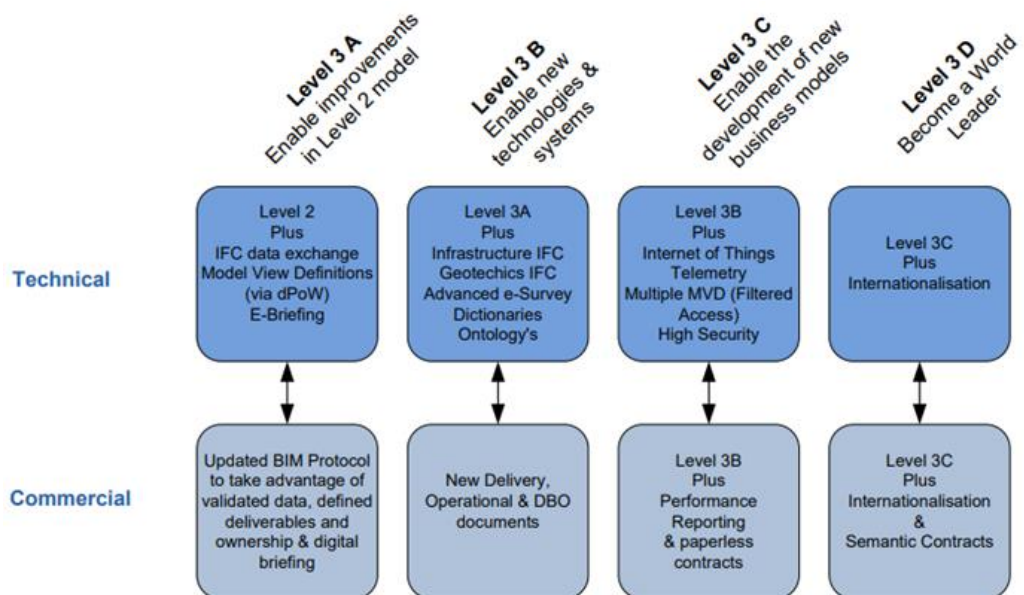 Level 3 A
Enable improvements
in Level 2 model
Level 3 B
Enable new
technologies &
systems
Level 3 C
Enable the
development of new
business models
Level 3 D
Become a World
Leader
Technical
Level 2
Plus
IFC data exchange
Model View Definitions
(via dPoW)
E-Briefing
Level 3A
Plus
Infrastructure IFC
Geotechics IFC
Advanced e-Survey
Dictionaries
Ontology's
Level 3B
Plus
Internet of Things
Telemetry
Multiple MVD (Filtered
Access)
High Security
Level 3C
Plus
Internationalisation
Commercial
Updated BIM Protocol
to take advantage of
validated data, defined
deliverables and
ownership & digital
briefing
New Delivery,
Operational & DBO
documents
Level 3B
Plus
Performance
Reporting
& paperless
contracts
Level 3C
Plus
Internationalisation
&
Semantic Contracts